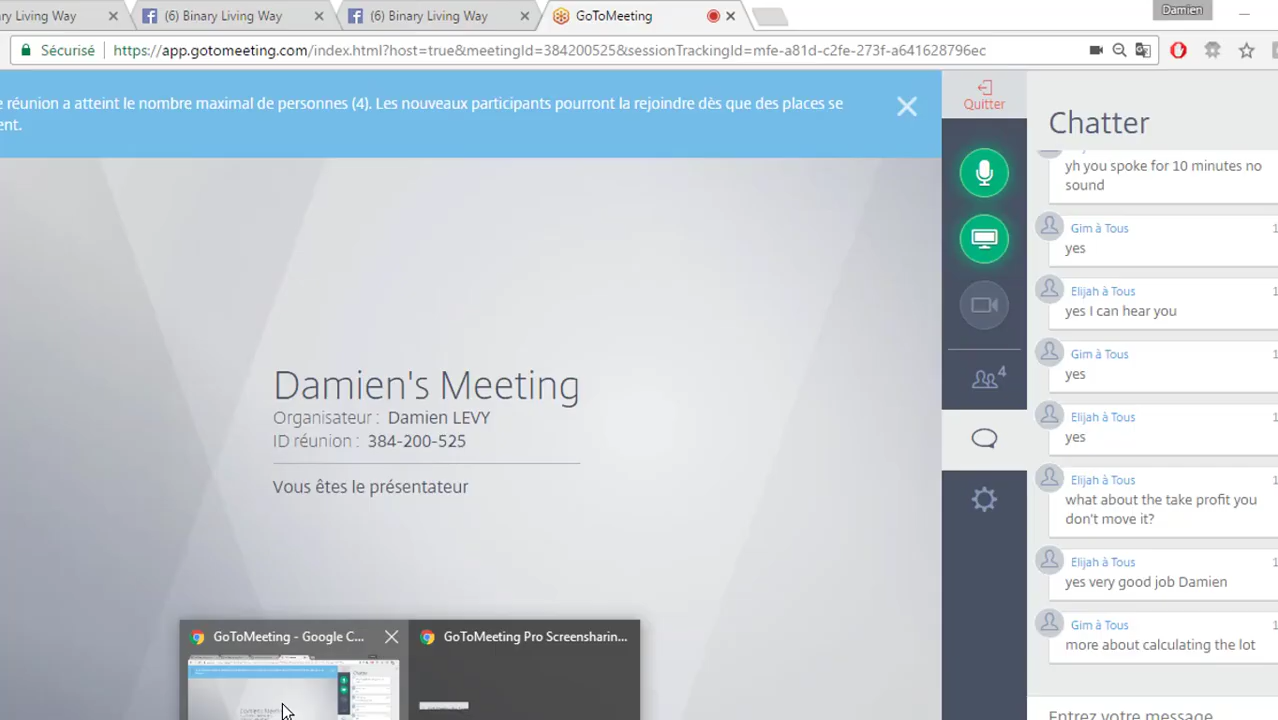 ry Living Way
(6) Binary Living Way
(6) Binary Living Way
GoToMeeting
Damien
Sécurisé
https://app.gotomeeting.com/index.html?host=true&meetingId=384200525&sessionTrackingId=mfe-a81d-c2fe-273f-a641628796ec
e réunion a atteint le nombre maximal de personnes (4). Les nouveaux participants pourront la rejoindre dès que des places se
ent.
Quitter
Chatter
yh you spoke for 10 minutes no
sound
Gim à Tous
yes
Elijah à Tous
yes I can hear you
Gim à Tous
yes
Elijah à Tous
yes
Elijah à Tous
what about the take profit you
don't move it?
Elijah à Tous
yes very good job Damien
Gim à Tous
more about calculating the lot
Entrez votre message
4
Damien's Meeting
Organisateur : Damien LEVY
ID réunion : 384-200-525
Vous êtes le présentateur
GoToMeeting - Google C...
GoToMeeting Pro Screensharin...